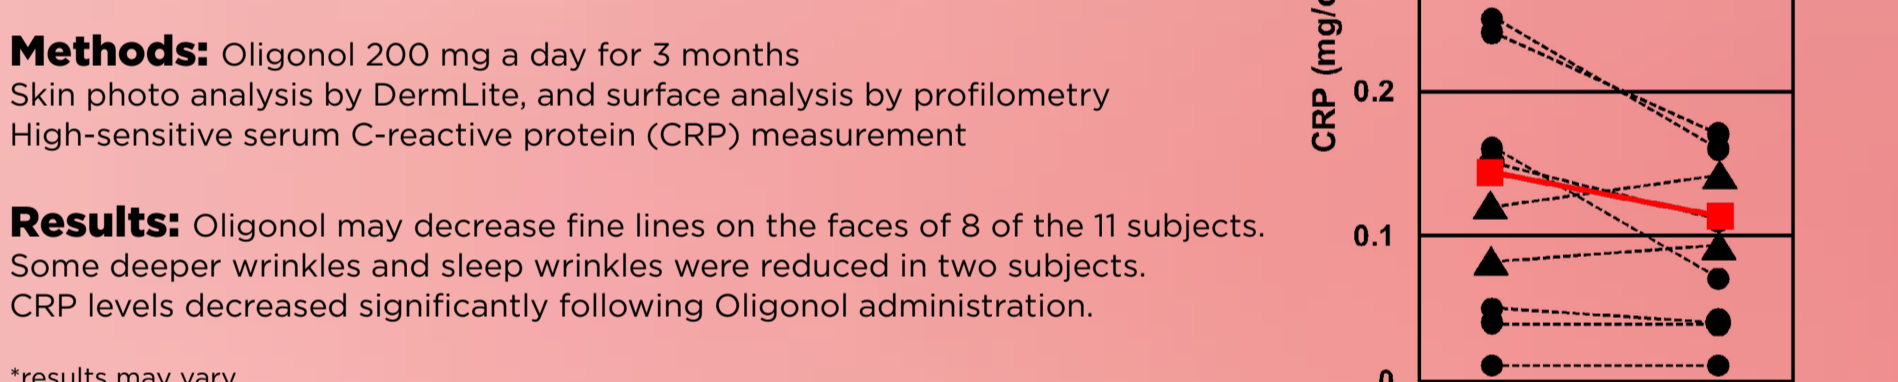 Methods: Oligonol 200 mg a day for 3 months
Skin photo analysis by DermLite, and surface analysis by profilometry
High-sensitive serum C-reactive protein (CRP) measurement
Results: Oligonol may decrease fine lines on the faces of 8 of the 11 subjects.
Some deeper wrinkles and sleep wrinkles were reduced in two subjects.
CRP levels decreased significantly following Oligonol administration.
*results may vary
CRP (mg/d
0.2
0.1
0